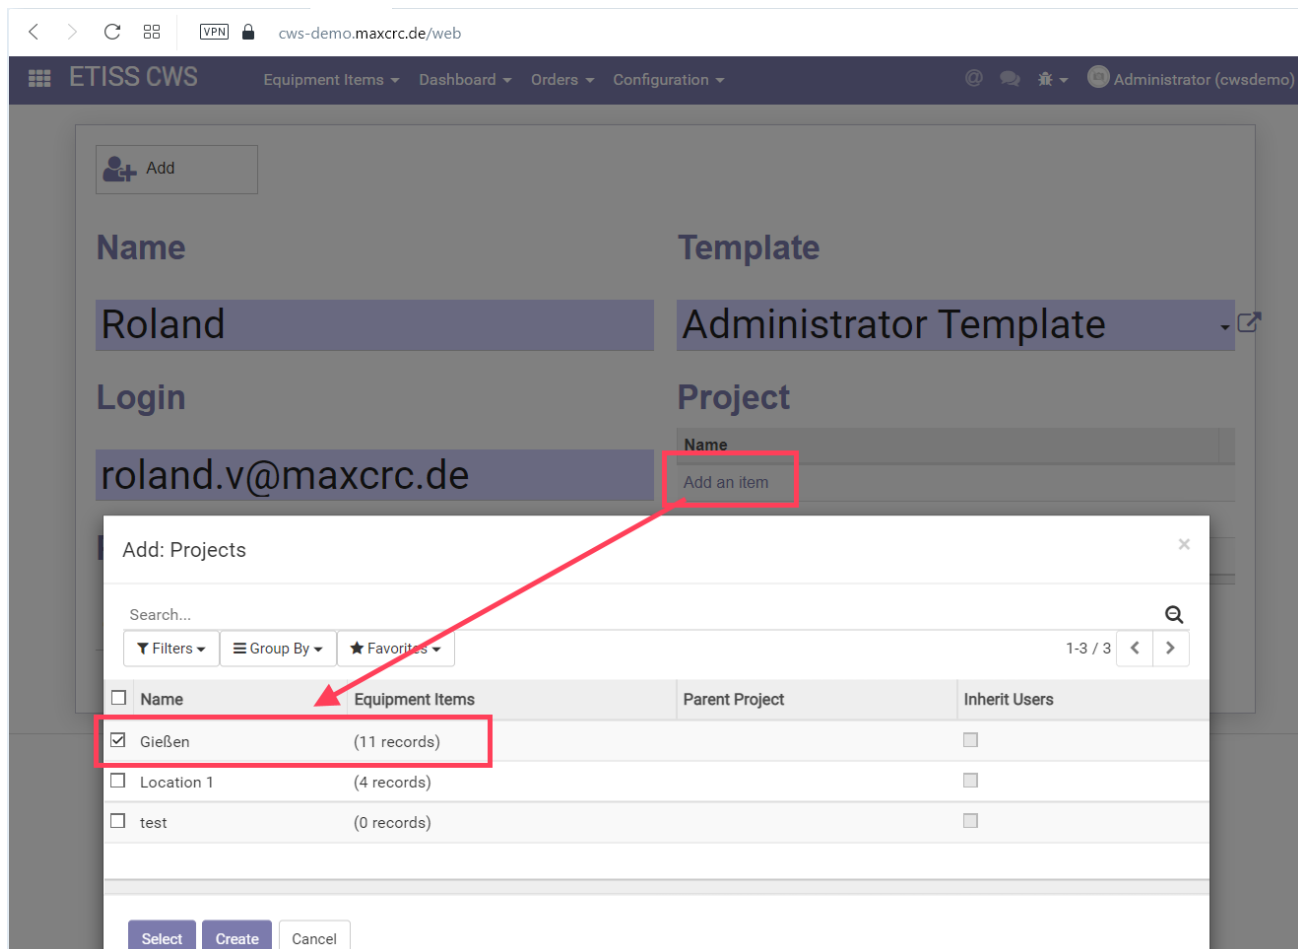 VPN cws-demo.maxcrc.de/web
ETISS CWS Equipment Items Dashboard Orders Configuration @ Administrator (cwsdemo)
Add
Name Template
Roland Administrator Template
Login Project
Name
roland.v@maxcrc.de Add an item
Add: Projects ×
Search...
Filters Group By Favorites 1-3 / 3
Name Equipment Items Parent Project Inherit Users
Gießen (11 records)
Location 1 (4 records)
test (0 records)
Select Create Cancel